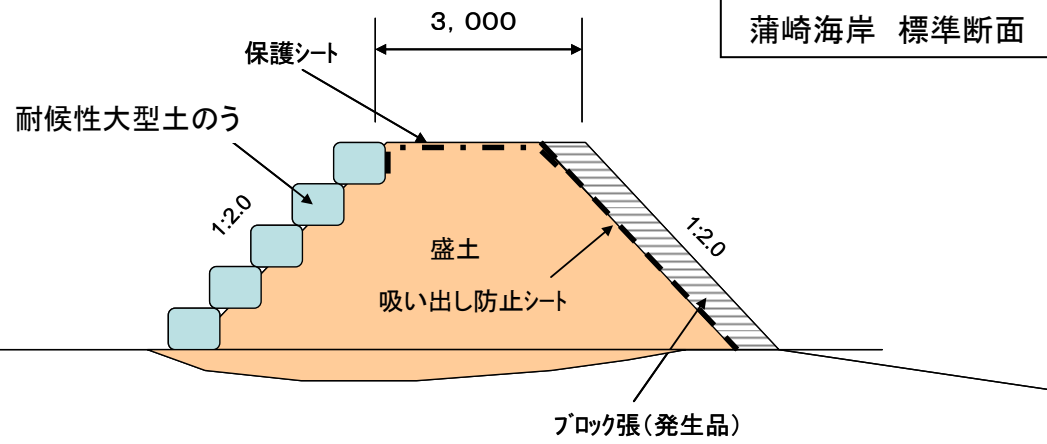 蒲崎海岸 標準断面
3，000
保護シート
耐候性大型土のう
1:2.0
1:2.0
盛土
吸い出し防止シート
ブロック張（発生品）